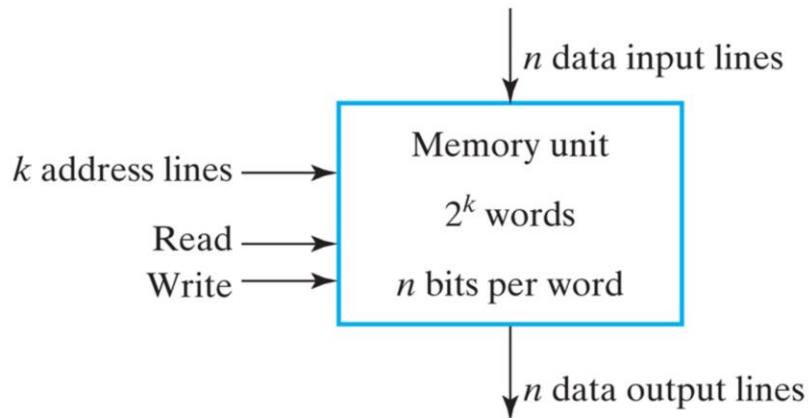 n data input lines
Memory unit
k address lines
2^k words
Read
Write
n bits per word
n data output lines